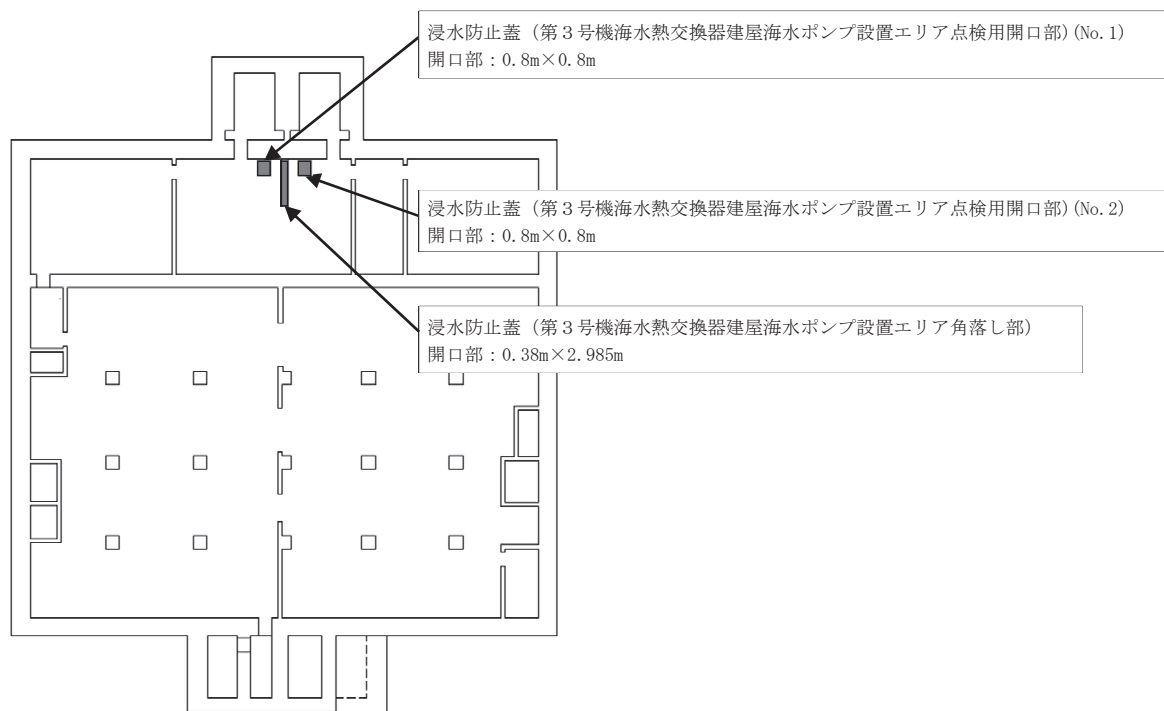 浸水防止蓋（第３号機海水熱交換器建屋海水ポンプ設置エリア点検用開口部）(No.1)
開口部：0.8m×0.8m
浸水防止蓋（第３号機海水熱交換器建屋海水ポンプ設置エリア点検用開口部）(No.2)
開口部：0.8m×0.8m
浸水防止蓋（第３号機海水熱交換器建屋海水ポンプ設置エリア角落し部）
開口部：0.38m×2.985m